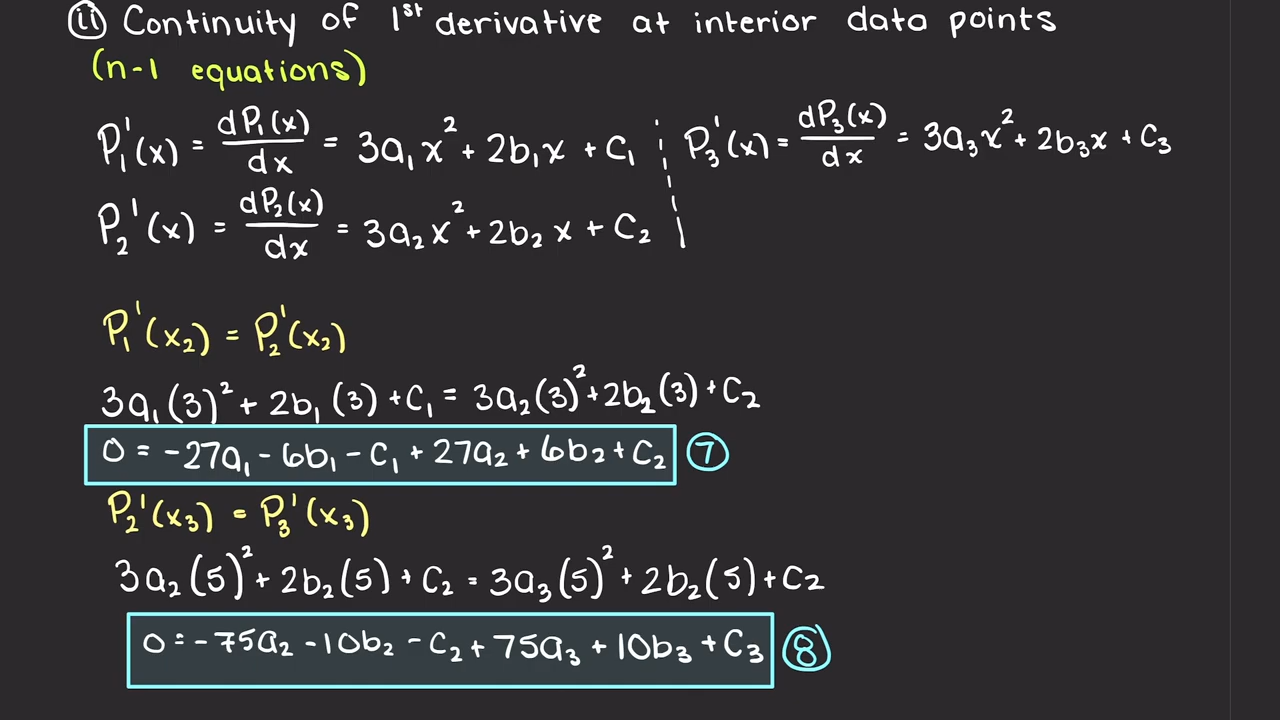 ii) Continuity of 1st derivative at interior data points
(n-1 equations)
P₁'(x) = dP₁(x)/dx = 3a₁x² + 2b₁x + C₁
P₂'(x) = dP₂(x)/dx = 3a₂x² + 2b₂x + C₂
P₃'(x) = dP₃(x)/dx = 3a₃x² + 2b₃x + C₃
P₁'(x₂) = P₂'(x₂)
3a₁(3)² + 2b₁(3) + C₁ = 3a₂(3)² + 2b₂(3) + C₂
0 = -27a₁ - 6b₁ - C₁ + 27a₂ + 6b₂ + C₂ 7
P₂'(x₃) = P₃'(x₃)
3a₂(5)² + 2b₂(5) + C₂ = 3a₃(5)² + 2b₂(5) + C₂
0 = -75a₂ - 10b₂ - C₂ + 75a₃ + 10b₃ + C₃ 8